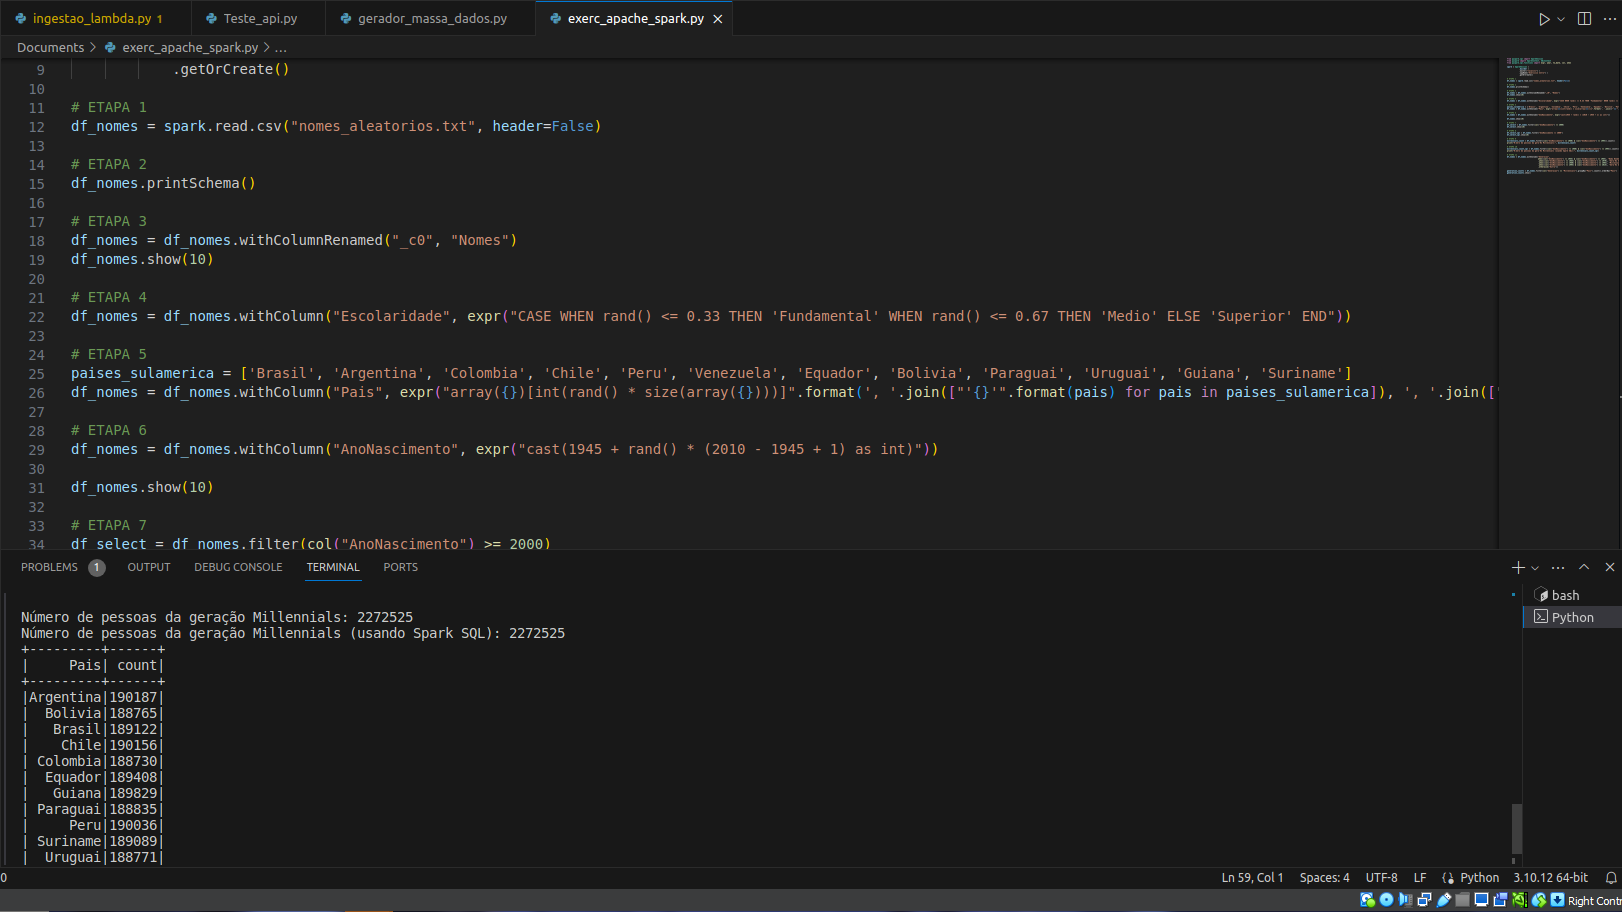 ingestao_lambda.py 1 Teste_api.py gerador_massa_dados.py exerc_apache_spark.py
Documents > exerc_apache_spark.py > ...
9 .getOrCreate()
10
11 # ETAPA 1
12 df_nomes = spark.read.csv("nomes_aleatorios.txt", header=False)
13
14 # ETAPA 2
15 df_nomes.printSchema()
16
17 # ETAPA 3
18 df_nomes = df_nomes.withColumnRenamed("_c0", "Nomes")
19 df_nomes.show(10)
20
21 # ETAPA 4
22 df_nomes = df_nomes.withColumn("Escolaridade", expr("CASE WHEN rand() <= 0.33 THEN 'Fundamental' WHEN rand() <= 0.67 THEN 'Medio' ELSE 'Superior' END"))
23
24 # ETAPA 5
25 paises_sulamerica = ['Brasil', 'Argentina', 'Colombia', 'Chile', 'Peru', 'Venezuela', 'Equador', 'Bolivia', 'Paraguai', 'Uruguai', 'Guiana', 'Suriname']
26 df_nomes = df_nomes.withColumn("Pais", expr("array({})[int(rand() * size(array({})))]".format(', '.join(["'{}'".format(pais) for pais in paises_sulamerica]), ', '.join(["
27
28 # ETAPA 6
29 df_nomes = df_nomes.withColumn("AnoNascimento", expr("cast(1945 + rand() * (2010 - 1945 + 1) as int)"))
30
31 df_nomes.show(10)
32
33 # ETAPA 7
34 df_select = df_nomes.filter(col("AnoNascimento") >= 2000)
PROBLEMS 1 OUTPUT DEBUG CONSOLE TERMINAL PORTS
bash
Python
Número de pessoas da geração Millennials: 2272525
Número de pessoas da geração Millennials (usando Spark SQL): 2272525
+---------+------+
|     Pais| count|
+---------+------+
|Argentina|190187|
|  Bolivia|188765|
|   Brasil|189122|
|    Chile|190156|
| Colombia|188730|
|  Equador|189408|
|   Guiana|189829|
| Paraguai|188835|
|     Peru|190036|
| Suriname|189089|
|  Uruguai|188771|
0 Ln 59, Col 1 Spaces: 4 UTF-8 LF Python 3.10.12 64-bit
Right Cont